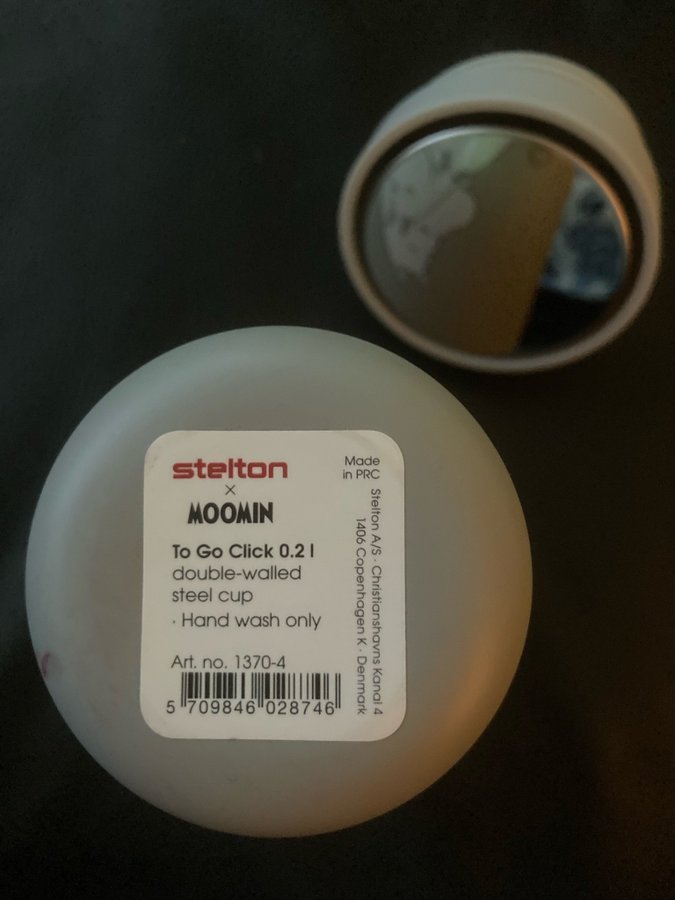 stelton
×
MOOMIN
To Go Click 0.2 l
double-walled
steel cup
· Hand wash only
Art. no. 1370-4
5 709846 028746
Made
in PRC
Stelton A/S · Christianshavns Kanal 4
1406 Copenhagen K · Denmark